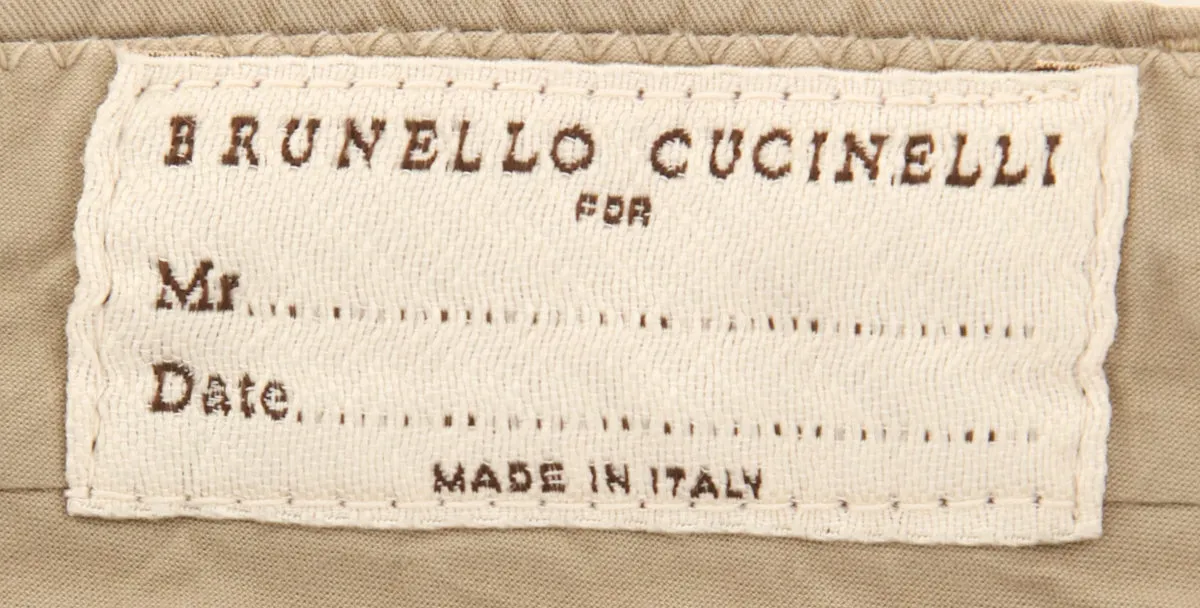 BRUNELLO CUCINELLI
FOR
Mr..............................
Date..............................
MADE IN ITALY